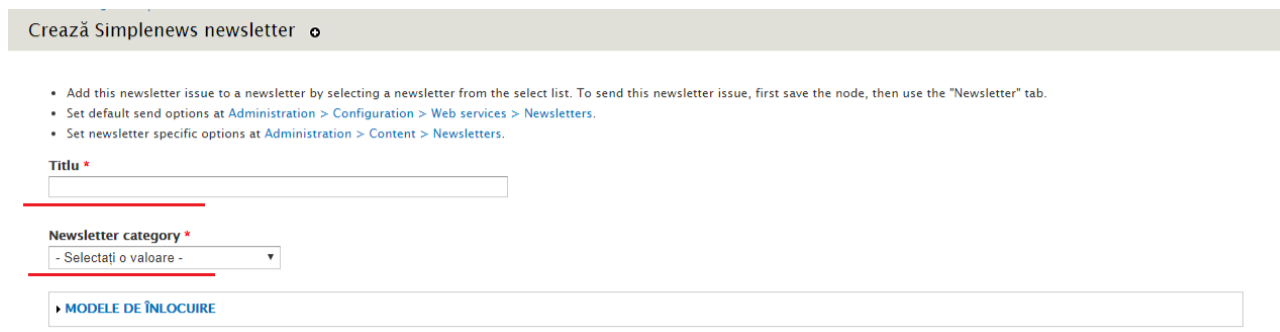 Crează Simplenews newsletter
Add this newsletter issue to a newsletter by selecting a newsletter from the select list. To send this newsletter issue, first save the node, then use the "Newsletter" tab.
Set default send options at Administration > Configuration > Web services > Newsletters.
Set newsletter specific options at Administration > Content > Newsletters.
Titlu *
Newsletter category *
- Selectați o valoare -
MODELE DE ÎNLOCUIRE